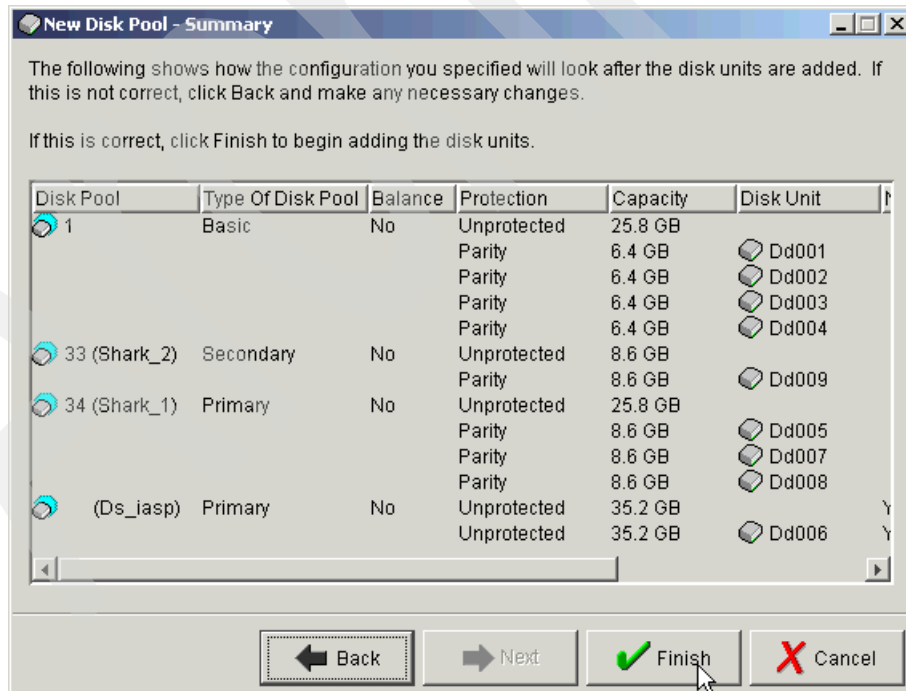 New Disk Pool - Summary
The following shows how the configuration you specified will look after the disk units are added. If
this is not correct, click Back and make any necessary changes.
If this is correct, click Finish to begin adding the disk units.
Disk Pool Type Of Disk Pool Balance Protection Capacity Disk Unit
1 Basic No Unprotected 25.8 GB
Parity 6.4 GB Dd001
Parity 6.4 GB Dd002
Parity 6.4 GB Dd003
Parity 6.4 GB Dd004
33 (Shark_2) Secondary No Unprotected 8.6 GB
Parity 8.6 GB Dd009
34 (Shark_1) Primary No Unprotected 25.8 GB
Parity 8.6 GB Dd005
Parity 8.6 GB Dd007
Parity 8.6 GB Dd008
(Ds_iasp) Primary No Unprotected 35.2 GB
Unprotected 35.2 GB Dd006
Back Next Finish Cancel